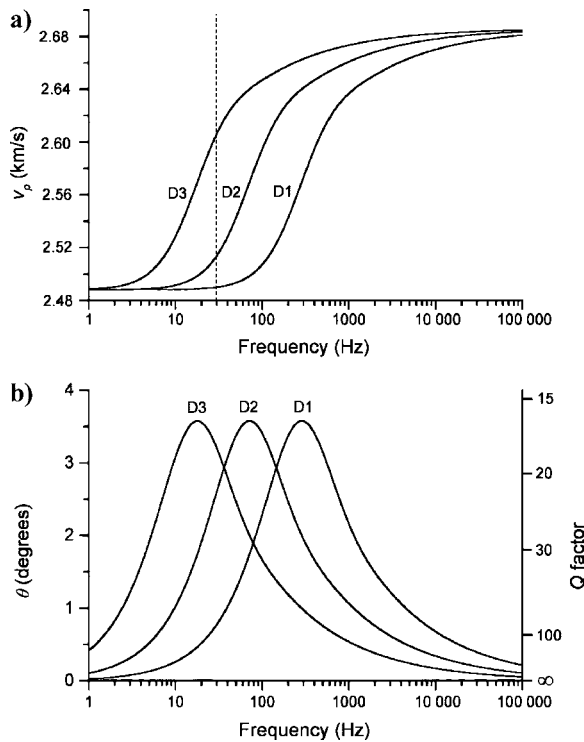 a)
2.68
2.64
2.60
2.56
2.52
2.48
V_p (km/s)
D3
D2
D1
1
10
100
1000
10 000
100 000
Frequency (Hz)
b)
4
3
2
1
0
θ (degrees)
D3
D2
D1
15
20
30
100
∞
Q factor
1
10
100
1000
10 000
100 000
Frequency (Hz)